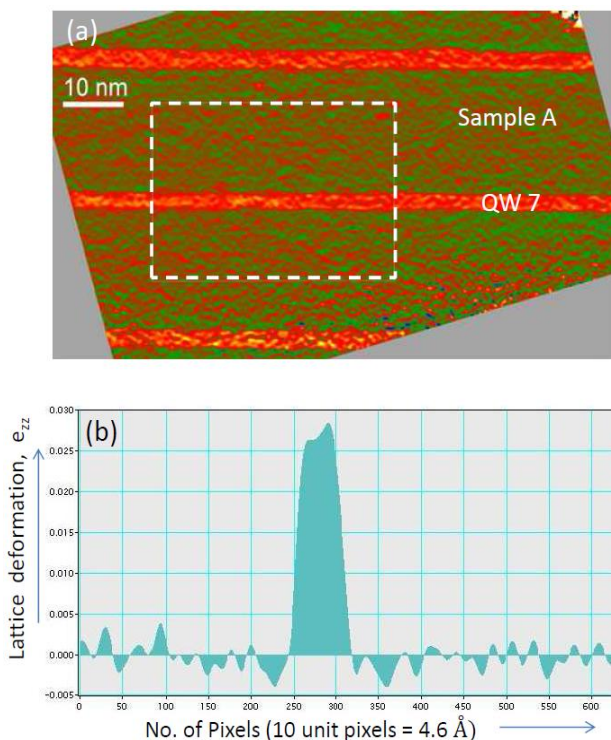 (a)
10 nm
Sample A
QW 7
(b)
Lattice deformation, e_zz
0.030
0.025
0.020
0.015
0.010
0.005
0.000
-0.005
0 50 100 150 200 250 300 350 400 450 500 550 600
No. of Pixels (10 unit pixels = 4.6 Å)